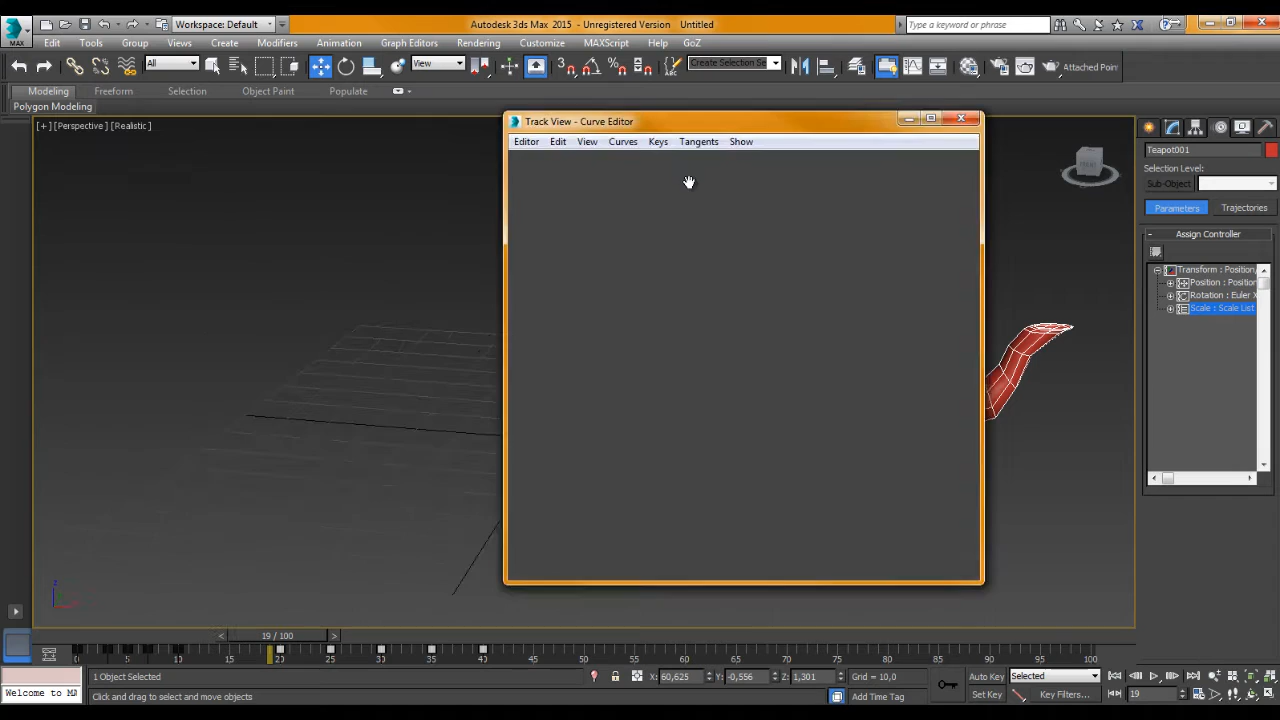 Workspace: Default
Autodesk 3ds Max 2015 - Unregistered Version Untitled
Type a keyword or phrase
MAX
Edit Tools Group Views Create Modifiers Animation Graph Editors Rendering Customize MAXScript Help GoZ
All
View
Create Selection Se
Attached Point
Modeling Freeform Selection Object Paint Populate
Polygon Modeling
[ + ] [Perspective ] [Realistic ]
Track View - Curve Editor
Editor Edit View Curves Keys Tangents Show
Teapot001
Selection Level:
Sub-Object
Parameters Trajectories
- Assign Controller
Transform : Position/
Position : Position
Rotation : Euler X
Scale : Scale List
z
< 19 / 100 >
0 5 10 15 20 25 30 35 40 45 50 55 60 65 70 75 80 85 90 95 100
1 Object Selected
X: 60,625 Y: -0,556 Z: 1,301 Grid = 10,0
Auto Key Selected
Welcome to MA
Click and drag to select and move objects
Add Time Tag
Set Key Key Filters... 19